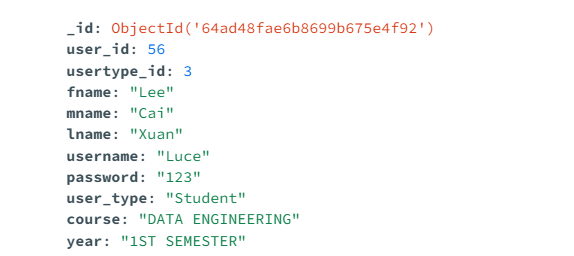 _id: ObjectId('64ad48fae6b8699b675e4f92')
user_id: 56
usertype_id: 3
fname: "Lee"
mname: "Cai"
lname: "Xuan"
username: "Luce"
password: "123"
user_type: "Student"
course: "DATA ENGINEERING"
year: "1ST SEMESTER"